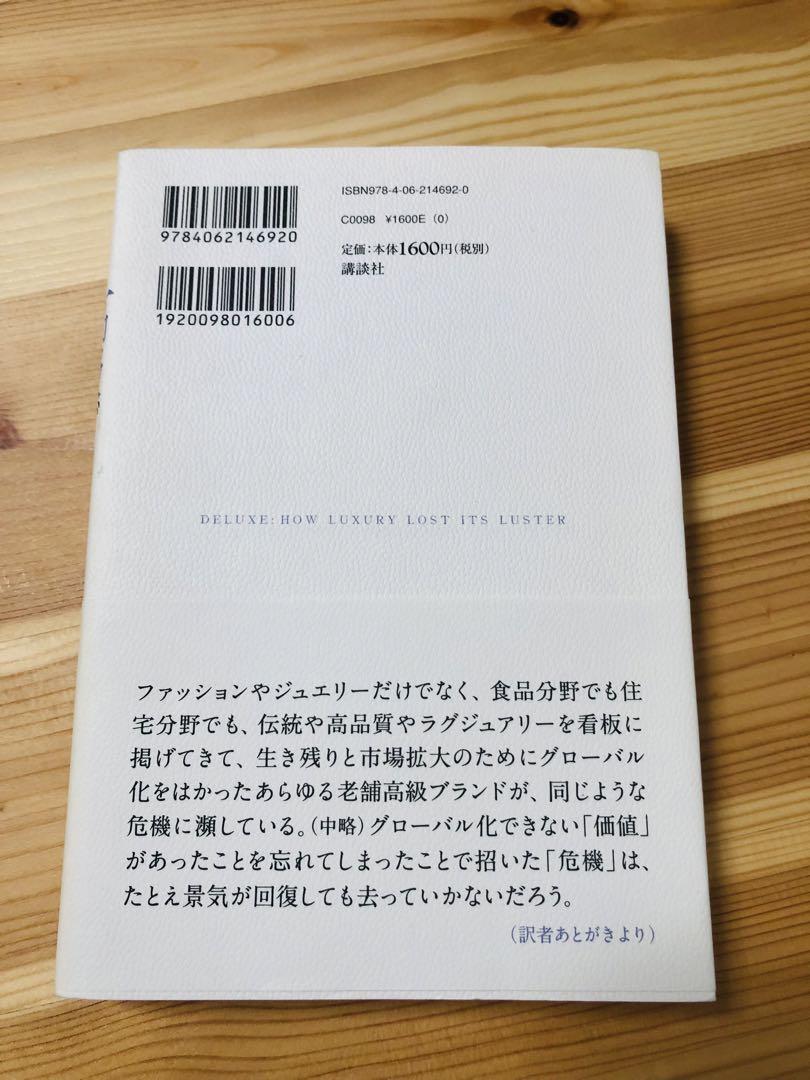 ISBN978-4-06-214692-0
C0098 ¥1600E (0)
定価:本体1600円(税別)
講談社
9784062146920
1920098016006
DELUXE: HOW LUXURY LOST ITS LUSTER
ファッションやジュエリーだけでなく、食品分野でも住
宅分野でも、伝統や高品質やラグジュアリーを看板に
掲げてきて、生き残りと市場拡大のためにグローバル
化をはかったあらゆる老舗高級ブランドが、同じような
危機に瀕している。(中略)グローバル化できない「価値」
があったことを忘れてしまったことで招いた「危機」は、
たとえ景気が回復しても去っていかないだろう。
(訳者あとがきより)